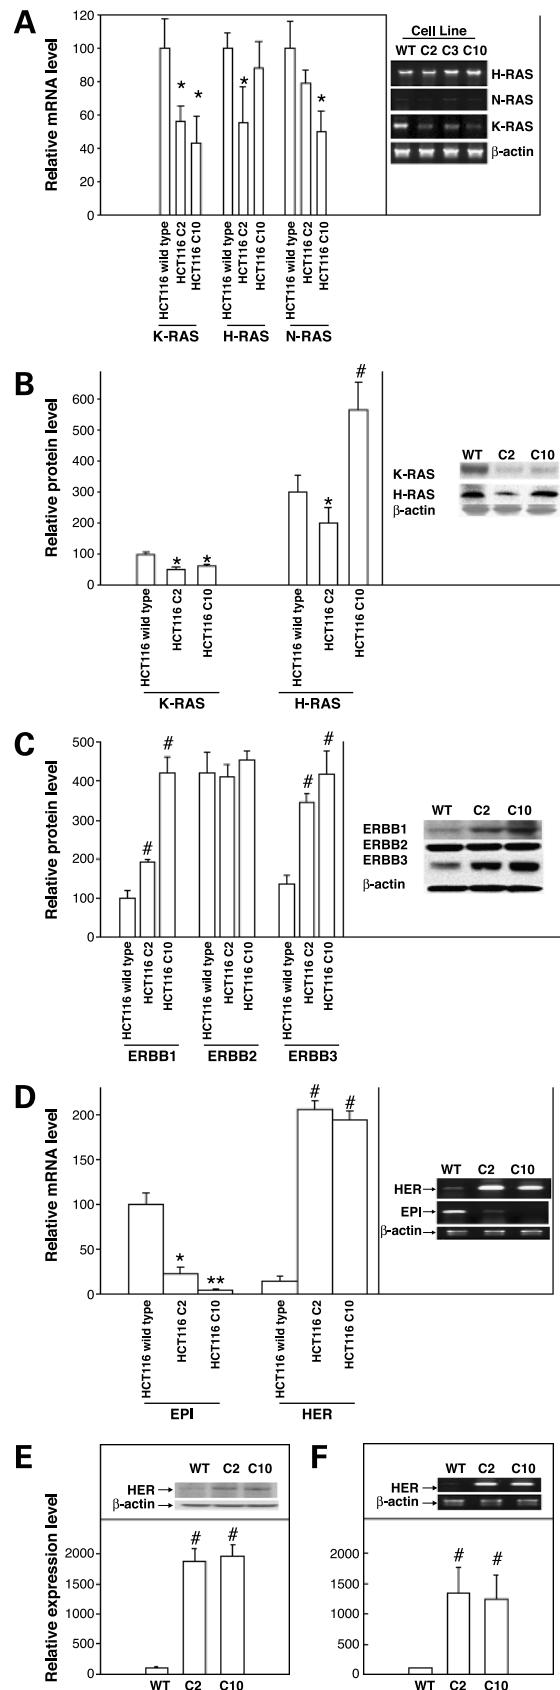 A
Relative mRNA level
120
100
80
60
40
20
0
*
*
*
*
HCT116 wild type
HCT116 C2
HCT116 C10
HCT116 wild type
HCT116 C2
HCT116 C10
HCT116 wild type
HCT116 C2
HCT116 C10
K-RAS H-RAS N-RAS
Cell Line
WT C2 C3 C10
H-RAS
N-RAS
K-RAS
β-actin
B
Relative protein level
600
400
300
200
100
0
*
*
*
#
HCT116 wild type
HCT116 C2
HCT116 C10
HCT116 wild type
HCT116 C2
HCT116 C10
K-RAS H-RAS
WT C2 C10
K-RAS
H-RAS
β-actin
C
Relative protein level
500
400
300
200
100
0
#
#
#
#
HCT116 wild type
HCT116 C2
HCT116 C10
HCT116 wild type
HCT116 C2
HCT116 C10
HCT116 wild type
HCT116 C2
HCT116 C10
ERBB1 ERBB2 ERBB3
WT C2 C10
ERBB1
ERBB2
ERBB3
β-actin
D
Relative mRNA level
200
100
50
0
*
**
#
#
HCT116 wild type
HCT116 C2
HCT116 C10
HCT116 wild type
HCT116 C2
HCT116 C10
EPI HER
WT C2 C10
HER
EPI
β-actin
E
WT C2 C10
HER
β-actin
Relative expression level
2000
1500
1000
500
0
#
#
WT C2 C10
F
WT C2 C10
HER
β-actin
2000
1500
1000
500
0
#
#
WT C2 C10